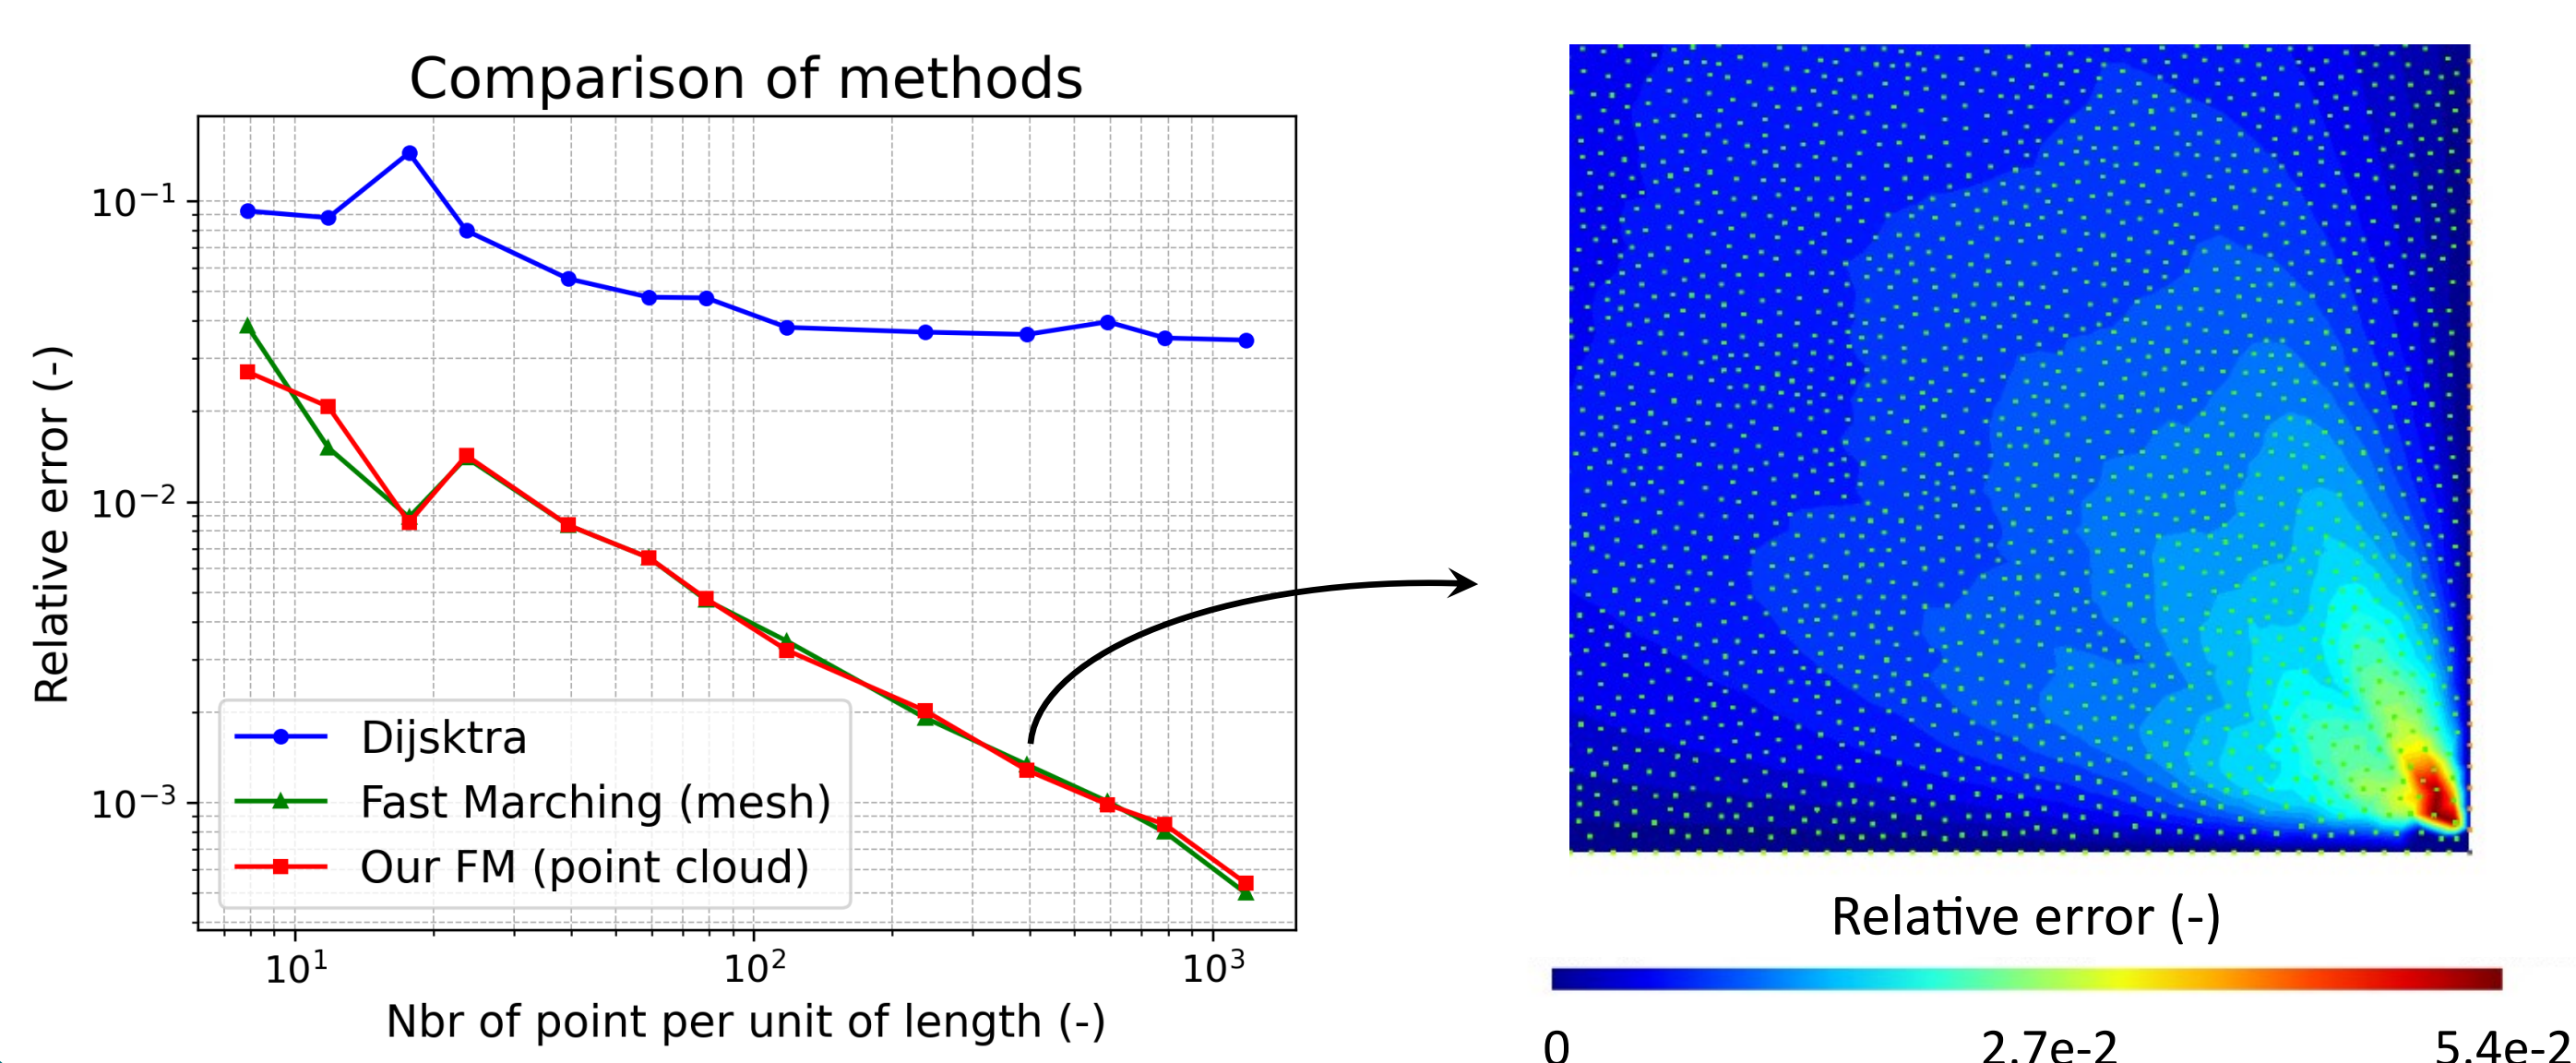 Comparison of methods
Relative error (-)
10⁻¹
10⁻²
10⁻³
Dijsktra
Fast Marching (mesh)
Our FM (point cloud)
10¹ 10² 10³
Nbr of point per unit of length (-)
Relative error (-)
0 2.7e-2 5.4e-2